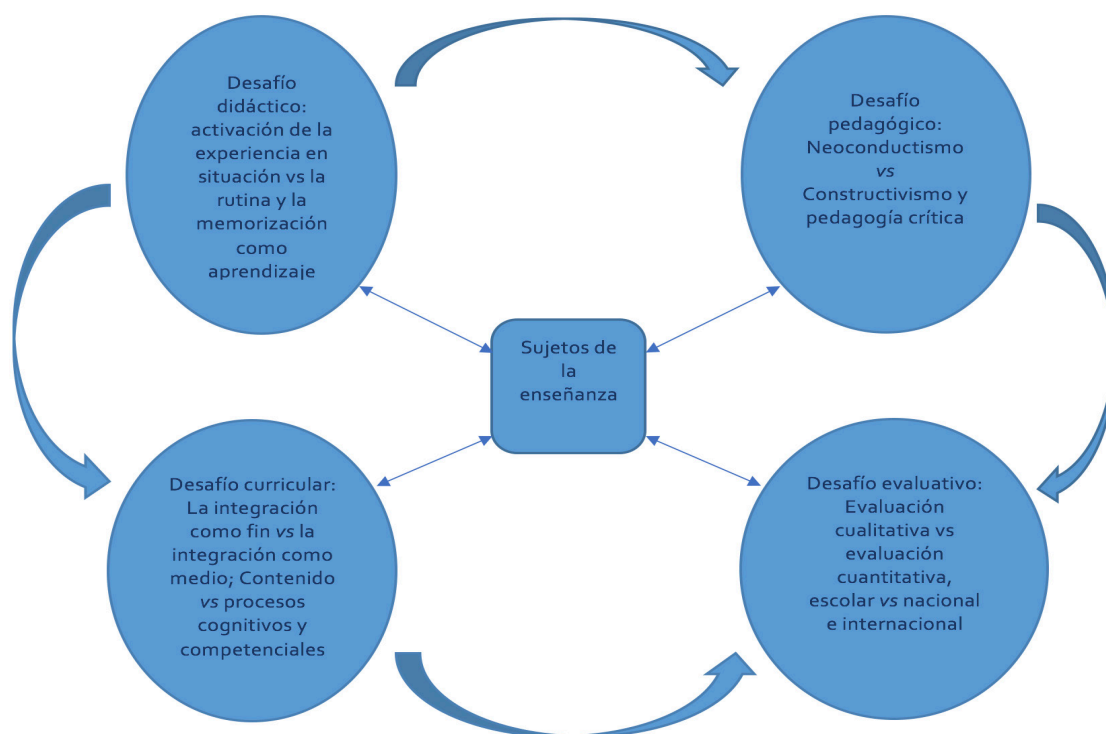 Desafío
didáctico:
activación de la
experiencia en
situación vs la
rutina y la
memorización
como
aprendizaje
Desafío
pedagógico:
Neoconductismo
vs
Constructivismo y
pedagogía crítica
Sujetos de
la
enseñanza
Desafío curricular:
La integración
como fin vs la
integración como
medio; Contenido
vs procesos
cognitivos y
competenciales
Desafío evaluativo:
Evaluación
cualitativa vs
evaluación
cuantitativa,
escolar vs nacional
e internacional